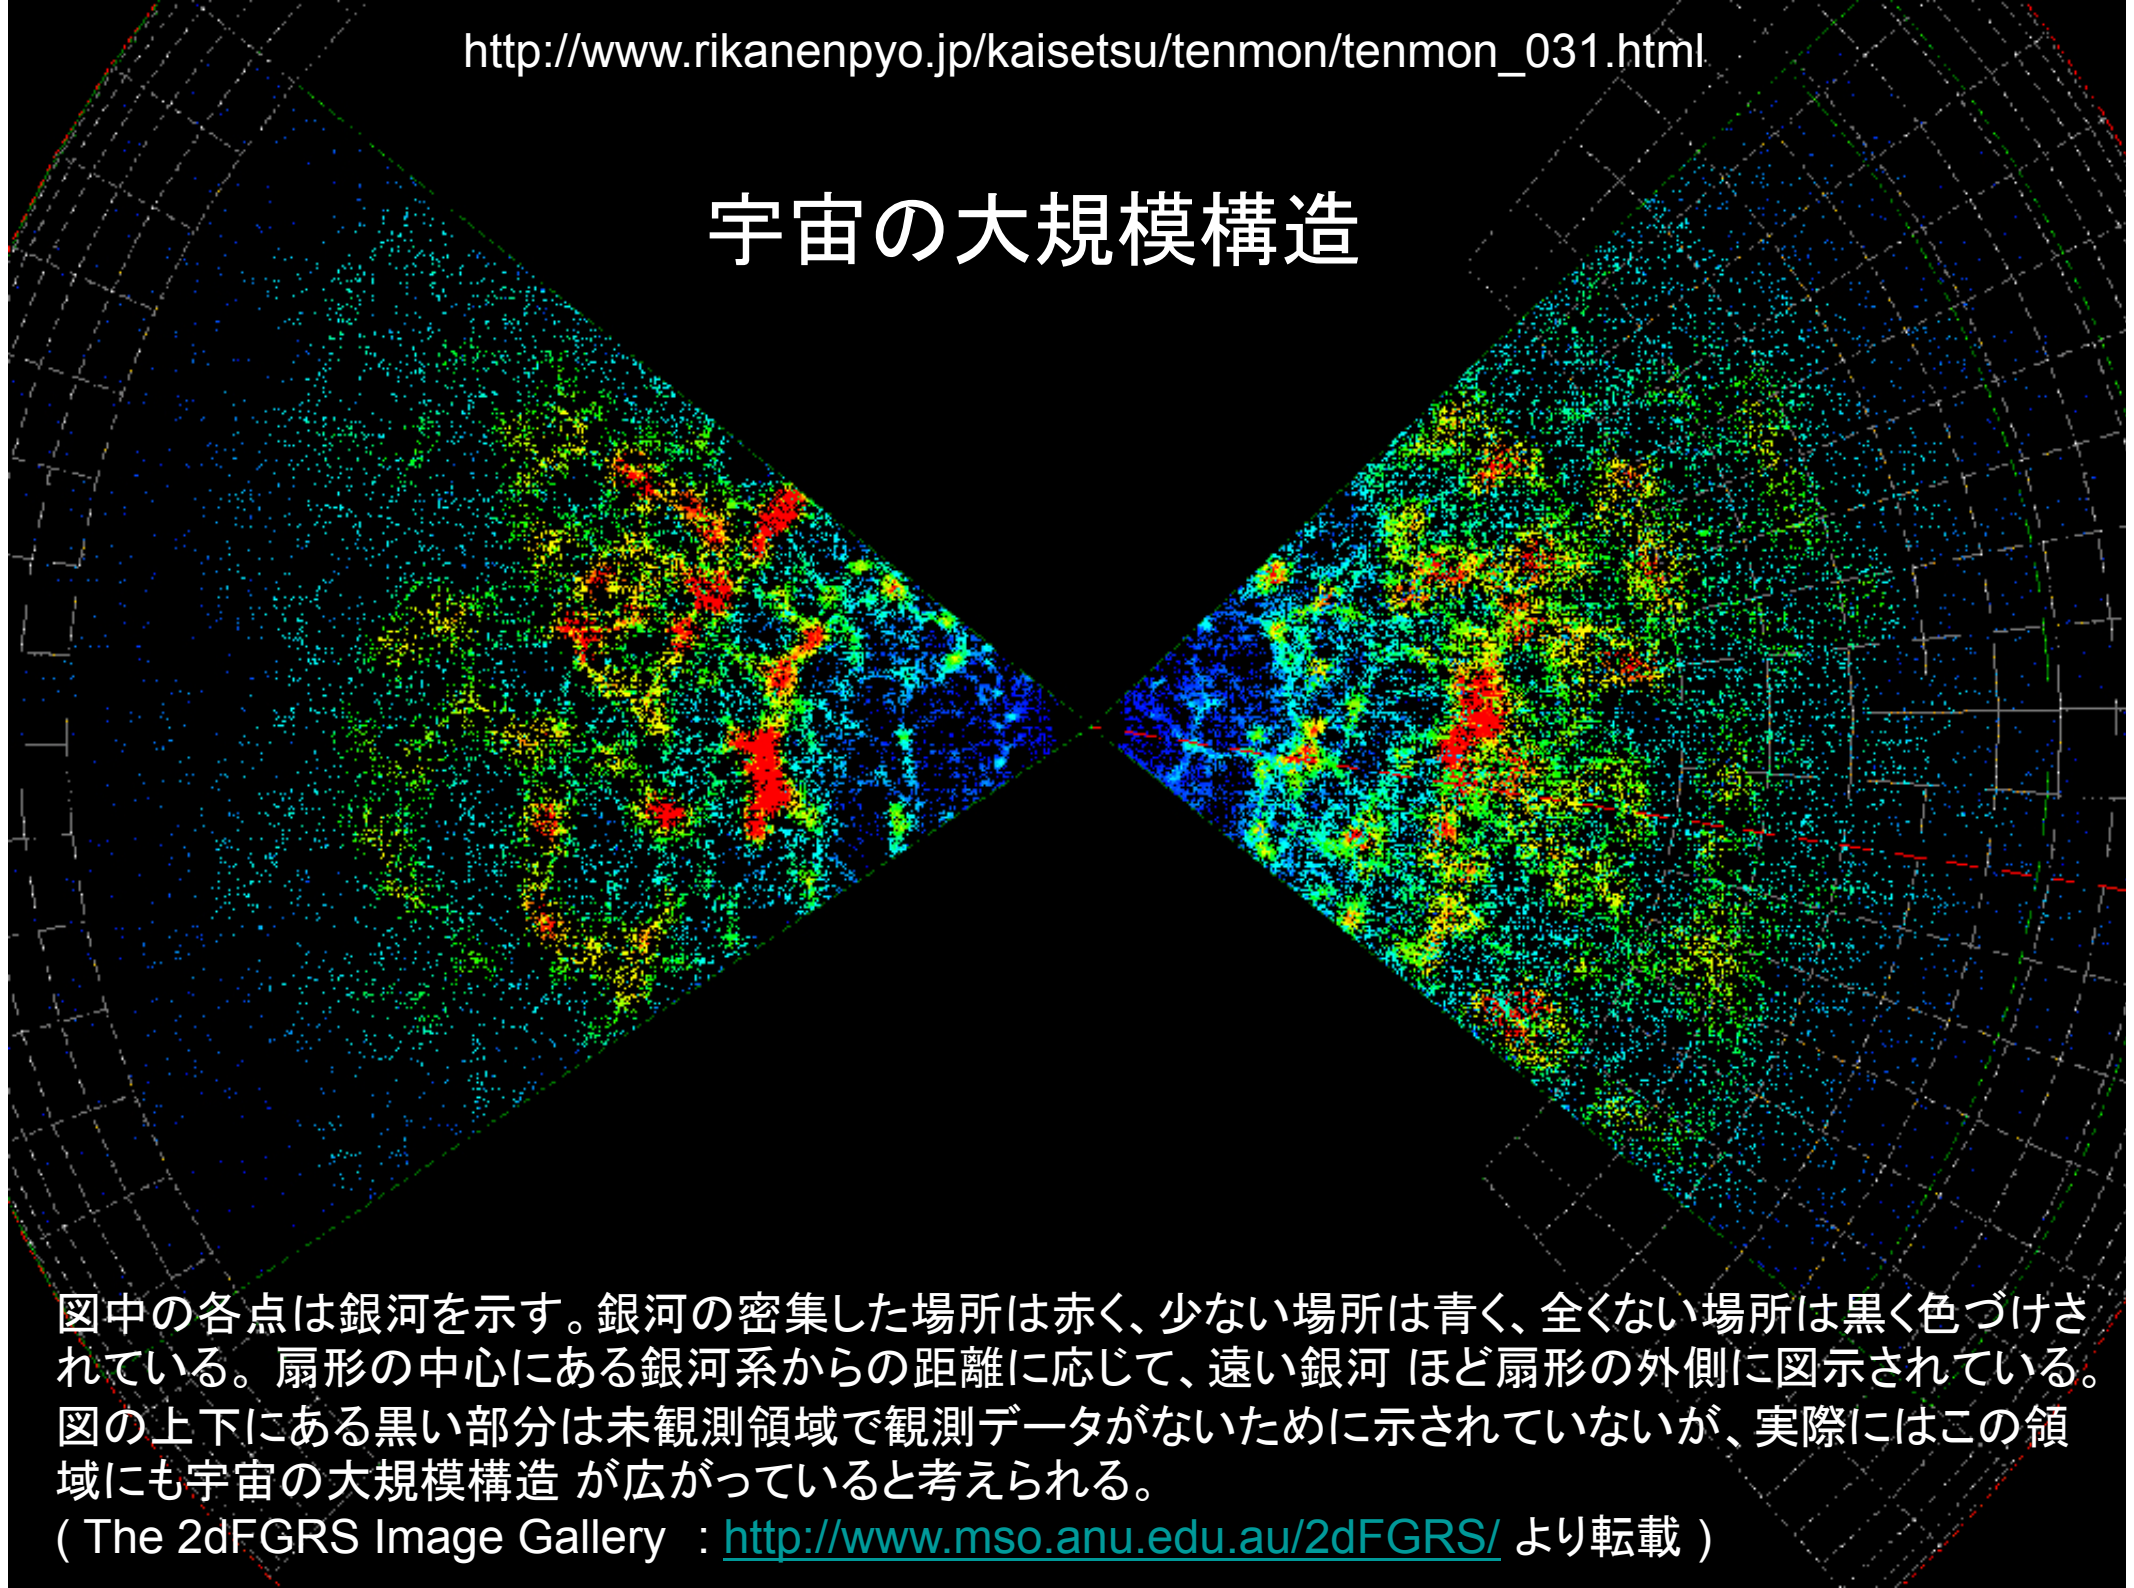 http://www.rikanenpyo.jp/kaisetsu/tenmon/tenmon_031.html
宇宙の大規模構造
図中の各点は銀河を示す。銀河の密集した場所は赤く、少ない場所は青く、全くない場所は黒く色づけさ
れている。扇形の中心にある銀河系からの距離に応じて、遠い銀河 ほど扇形の外側に図示されている。
図の上下にある黒い部分は未観測領域で観測データがないために示されていないが、実際にはこの領
域にも宇宙の大規模構造 が広がっていると考えられる。
( The 2dFGRS Image Gallery : http://www.mso.anu.edu.au/2dFGRS/ より転載 )